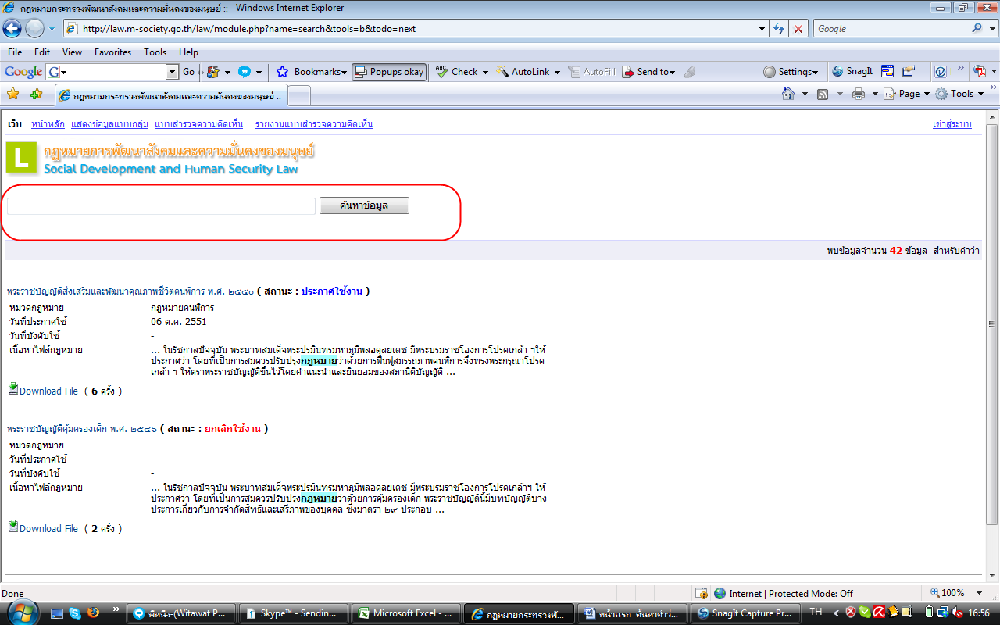 กฎหมายกระทรวงพัฒนาสังคมและความมั่นคงของมนุษย์ :: - Windows Internet Explorer
http://law.m-society.go.th/law/module.php?name=search&tools=b&todo=next
Google
File Edit View Favorites Tools Help
Google G Go Bookmarks Popups okay ABC Check AutoLink AutoFill Send to Settings SnagIt
กฎหมายกระทรวงพัฒนาสังคมและความมั่นคงของมนุษย์ ::
Page Tools
เว็บ หน้าหลัก แสดงข้อมูลแบบกลุ่ม แบบสำรวจความคิดเห็น รายงานแบบสำรวจความคิดเห็น เข้าสู่ระบบ
L กฎหมายการพัฒนาสังคมและความมั่นคงของมนุษย์
Social Development and Human Security Law
ค้นหาข้อมูล
พบข้อมูลจำนวน 42 ข้อมูล สำหรับคำว่า
พระราชบัญญัติส่งเสริมและพัฒนาคุณภาพชีวิตคนพิการ พ.ศ. ๒๕๕๐ ( สถานะ : ประกาศใช้งาน )
หมวดกฎหมาย กฎหมายคนพิการ
วันที่ประกาศใช้ 06 ต.ค. 2551
วันที่บังคับใช้ -
เนื้อหาไฟล์กฎหมาย ... ในรัชกาลปัจจุบัน พระบาทสมเด็จพระปรมินทรมหาภูมิพลอดุลยเดช มีพระบรมราชโองการโปรดเกล้า ฯให้
ประกาศว่า โดยที่เป็นการสมควรปรับปรุงกฎหมายว่าด้วยการฟื้นฟูสมรรถภาพคนพิการจึงทรงพระกรุณาโปรด
เกล้า ฯ ให้ตราพระราชบัญญัติขึ้นไว้โดยคำแนะนำและยินยอมของสภานิติบัญญัติ ...
Download File ( 6 ครั้ง )
พระราชบัญญัติคุ้มครองเด็ก พ.ศ. ๒๕๔๖ ( สถานะ : ยกเลิกใช้งาน )
หมวดกฎหมาย
วันที่ประกาศใช้
วันที่บังคับใช้ -
เนื้อหาไฟล์กฎหมาย ... ในรัชกาลปัจจุบัน พระบาทสมเด็จพระปรมินทรมหาภูมิพลอดุลยเดช มีพระบรมราชโองการโปรดเกล้าฯ ให้
ประกาศว่า โดยที่เป็นการสมควรปรับปรุงกฎหมายว่าด้วยการคุ้มครองเด็ก พระราชบัญญัตินี้มีบทบัญญัติบาง
ประการเกี่ยวกับการจำกัดสิทธิและเสรีภาพของบุคคล ซึ่งมาตรา ๒๙ ประกอบ ...
Download File ( 2 ครั้ง )
Done Internet | Protected Mode: Off 100%
พี่หนึ่ง-(Witawat P... Skype™ - Sendin... Microsoft Excel - ... กฎหมายกระทรวงพั... หน้าแรก ค้นหาคำว่... SnagIt Capture Pr... TH 16:56